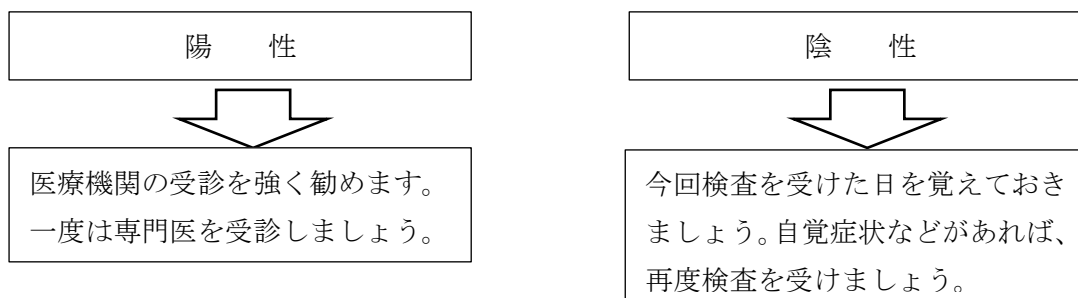 陽　性
医療機関の受診を強く勧めます。
一度は専門医を受診しましょう。
陰　性
今回検査を受けた日を覚えておき
ましょう。自覚症状などがあれば、
再度検査を受けましょう。